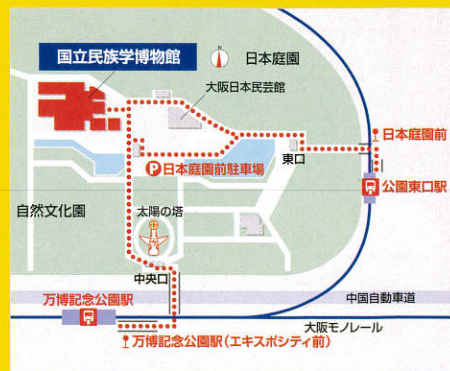 国立民族学博物館
日本庭園
大阪日本民芸館
日本庭園前
東口
P日本庭園前駐車場
公園東口駅
自然文化園
太陽の塔
中央口
万博記念公園駅
中国自動車道
大阪モノレール
万博記念公園駅(エキスポシティ前)